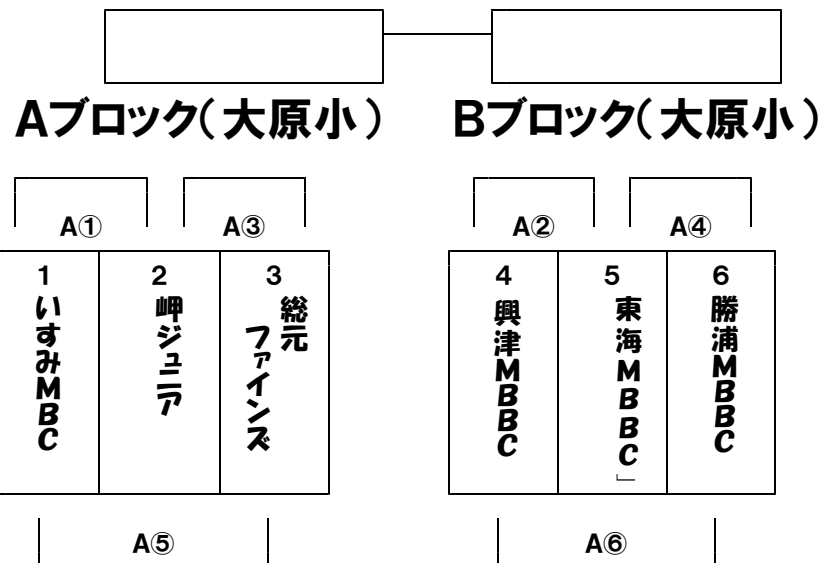 Aブロック(大原小)
Bブロック(大原小)
A①
A③
A②
A④
1
いすみMBC
2
岬ジュニア
3
総元
ファインズ
4
興津MBBC
5
東海MBBC」
6
勝浦MBBC
A⑤
A⑥